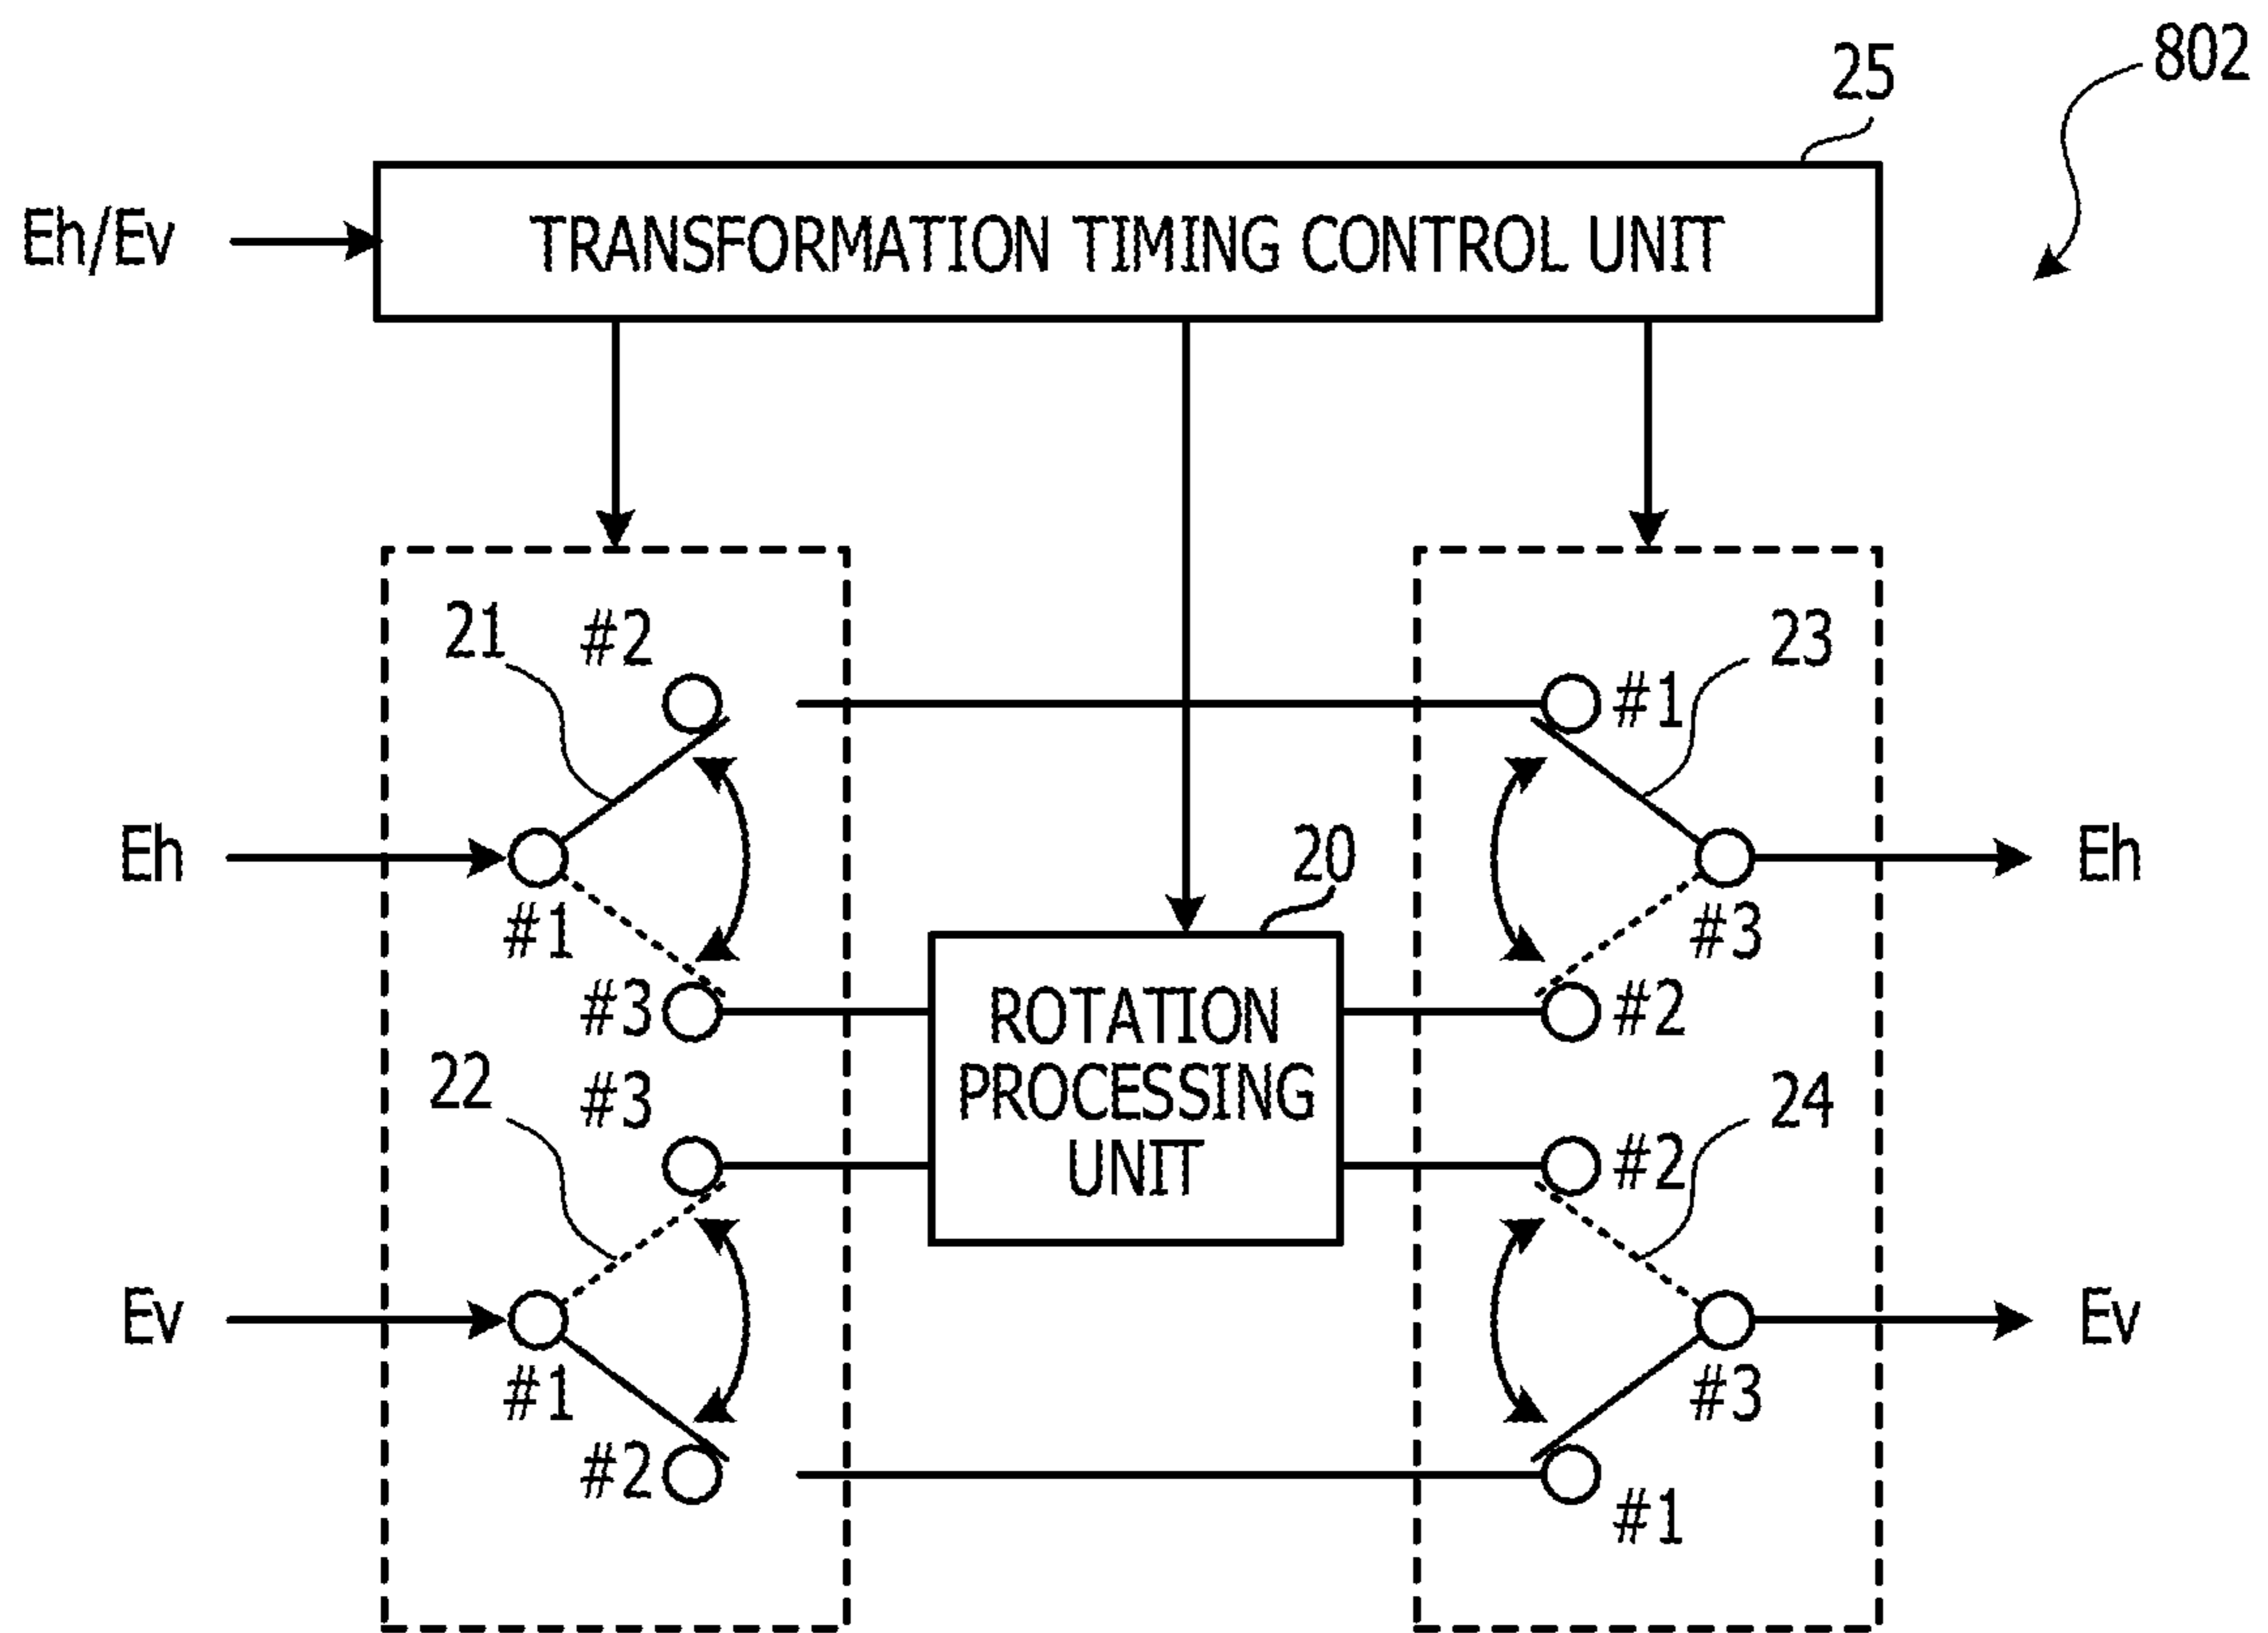 802
25
Eh/Ev
TRANSFORMATION TIMING CONTROL UNIT
21
#2
23
#1
Eh
#1
20
Eh
#3
#3
ROTATION
PROCESSING
UNIT
#2
22
#3
24
#2
Ev
#1
Ev
#3
#2
#1